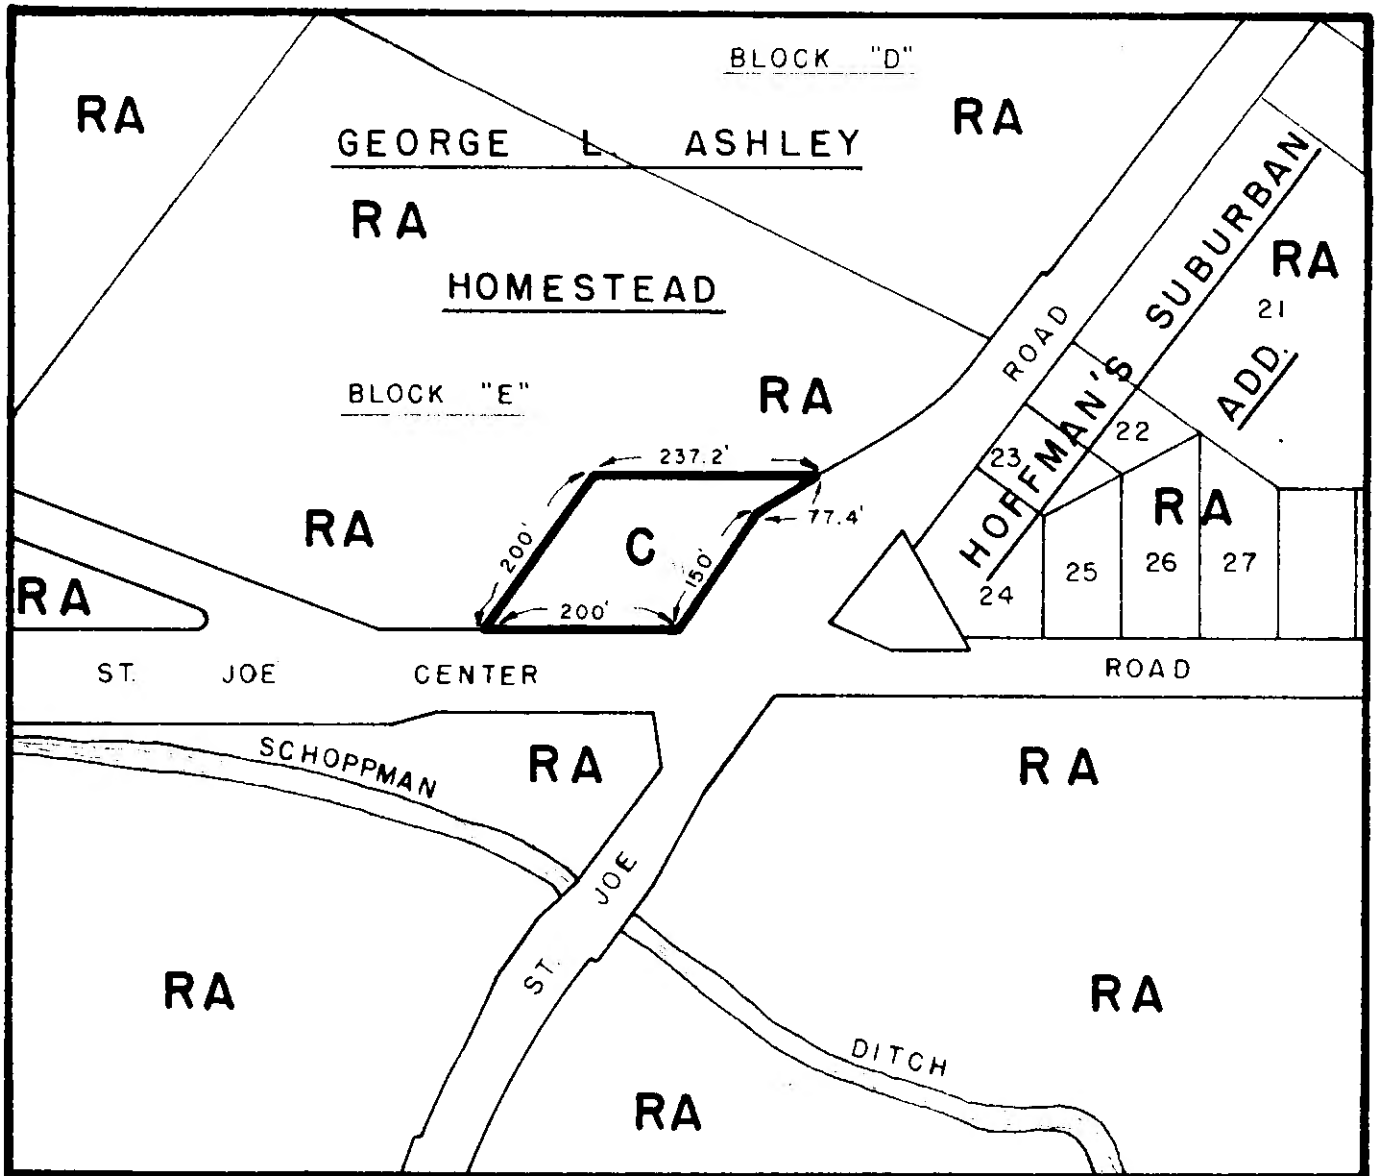 BLOCK "D"
RA
RA
GEORGE L. ASHLEY
RA
HOMESTEAD
HOFFMAN'S SUBURBAN
ADD.
RA
21
ROAD
BLOCK "E"
RA
22
23
237.2'
77.4'
200'
C
150'
200'
RA
RA
RA
24
25
26
27
ST. JOE CENTER ROAD
SCHOPPMAN
RA
RA
ST. JOE
RA
RA
DITCH
RA